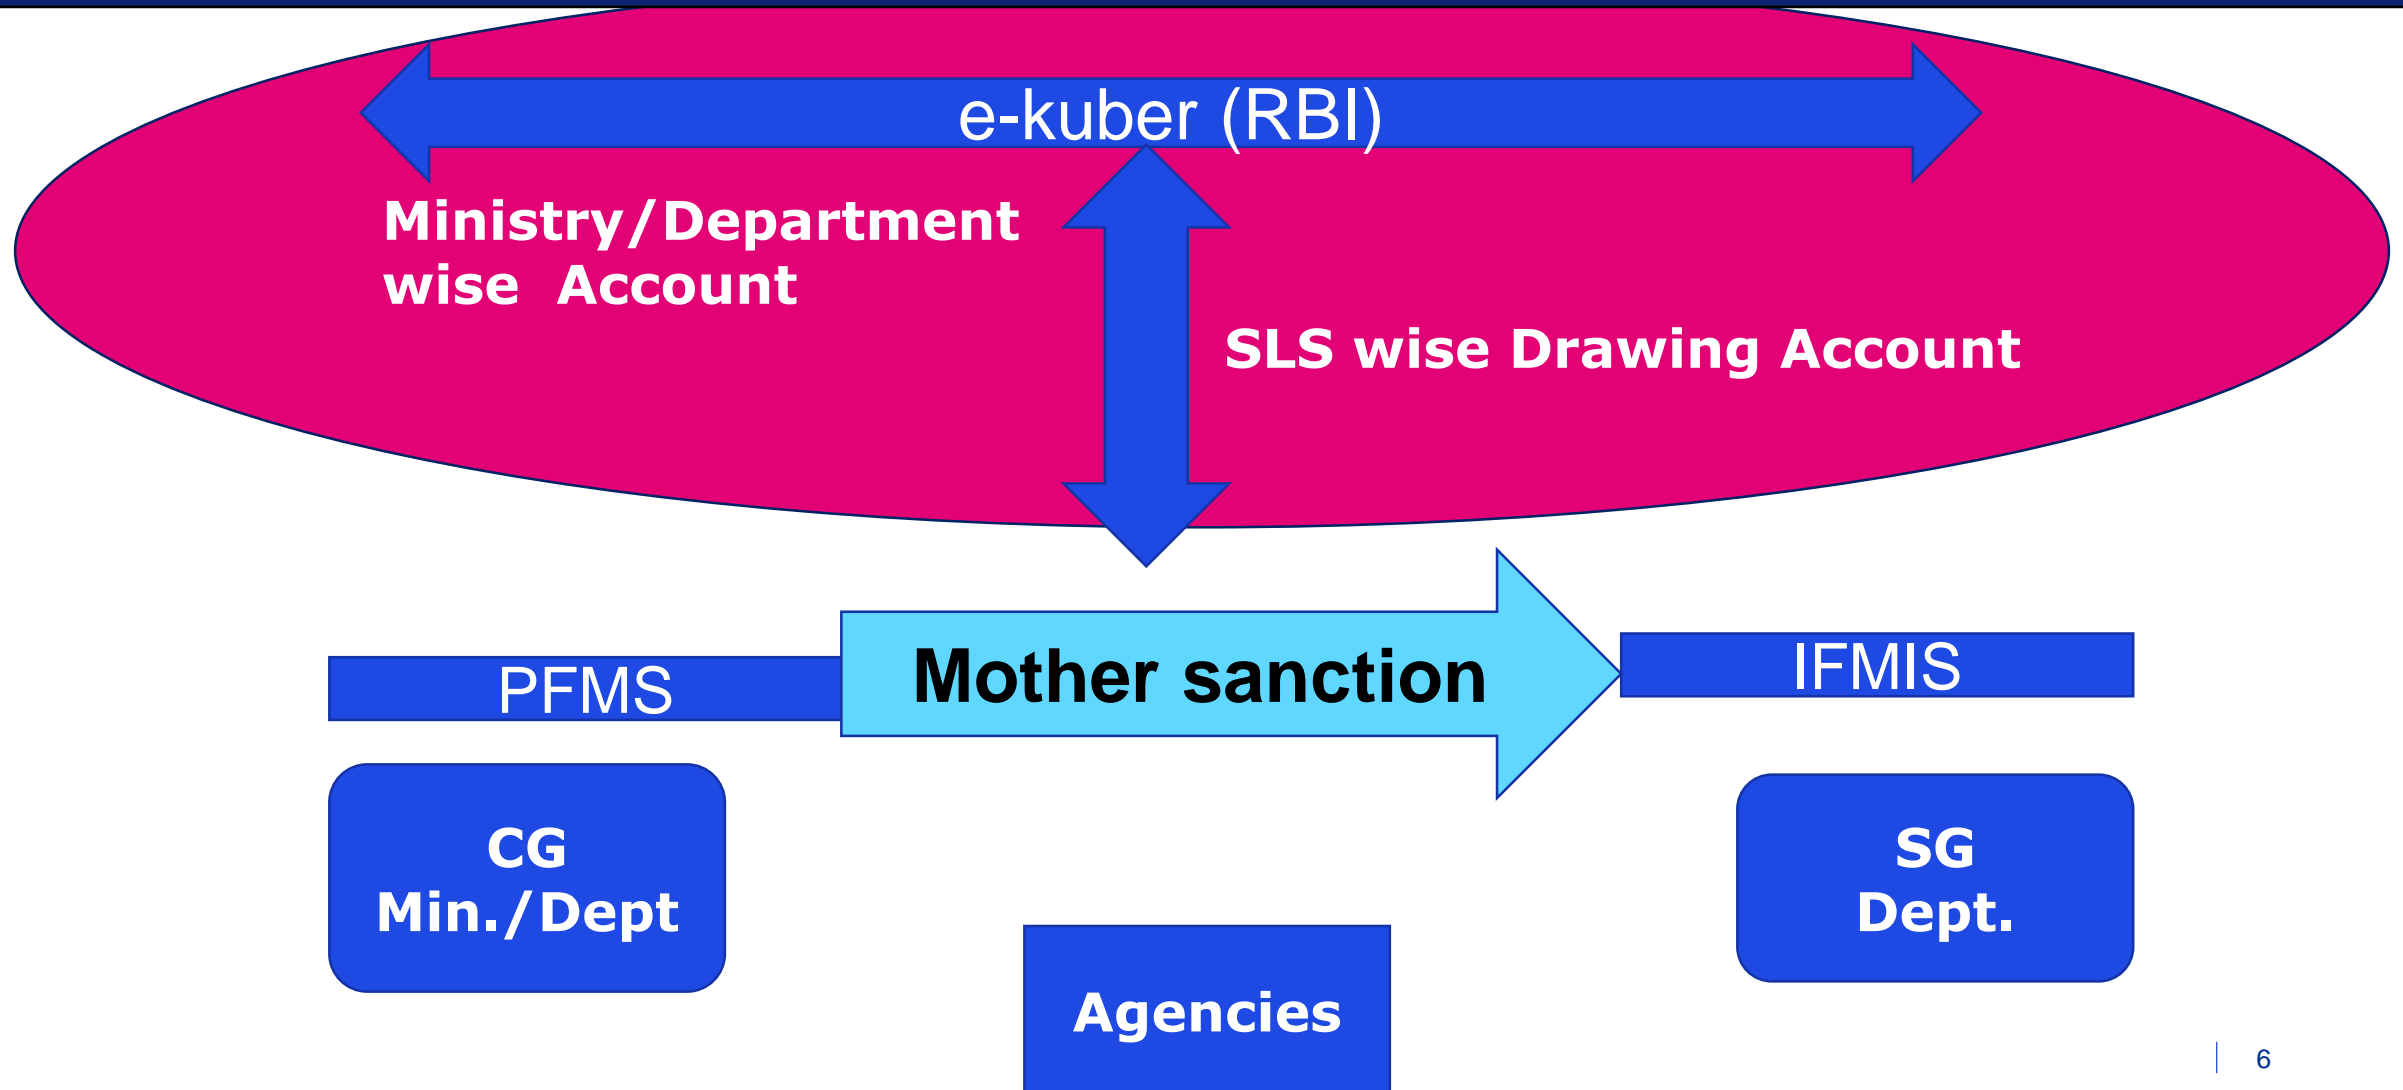 e-kuber (RBI)
Ministry/Department
wise  Account
SLS wise Drawing Account
PFMS
Mother sanction
IFMIS
CG
Min./Dept
SG
Dept.
Agencies
6